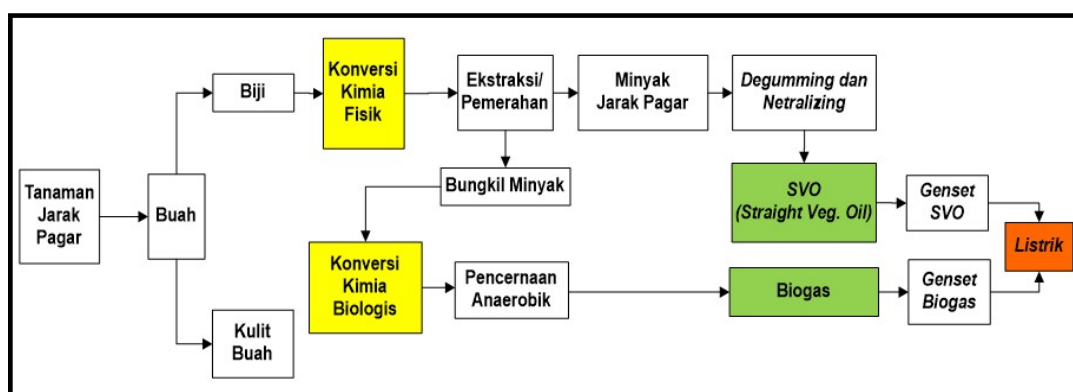 Tanaman
Jarak
Pagar
Buah
Biji
Konversi
Kimia
Fisik
Ekstraksi/
Pemerahan
Minyak
Jarak Pagar
Degumming dan
Netralizing
Bungkil Minyak
SVO
(Straight Veg. Oil)
Genset
SVO
Listrik
Konversi
Kimia
Biologis
Pencernaan
Anaerobik
Biogas
Genset
Biogas
Kulit
Buah